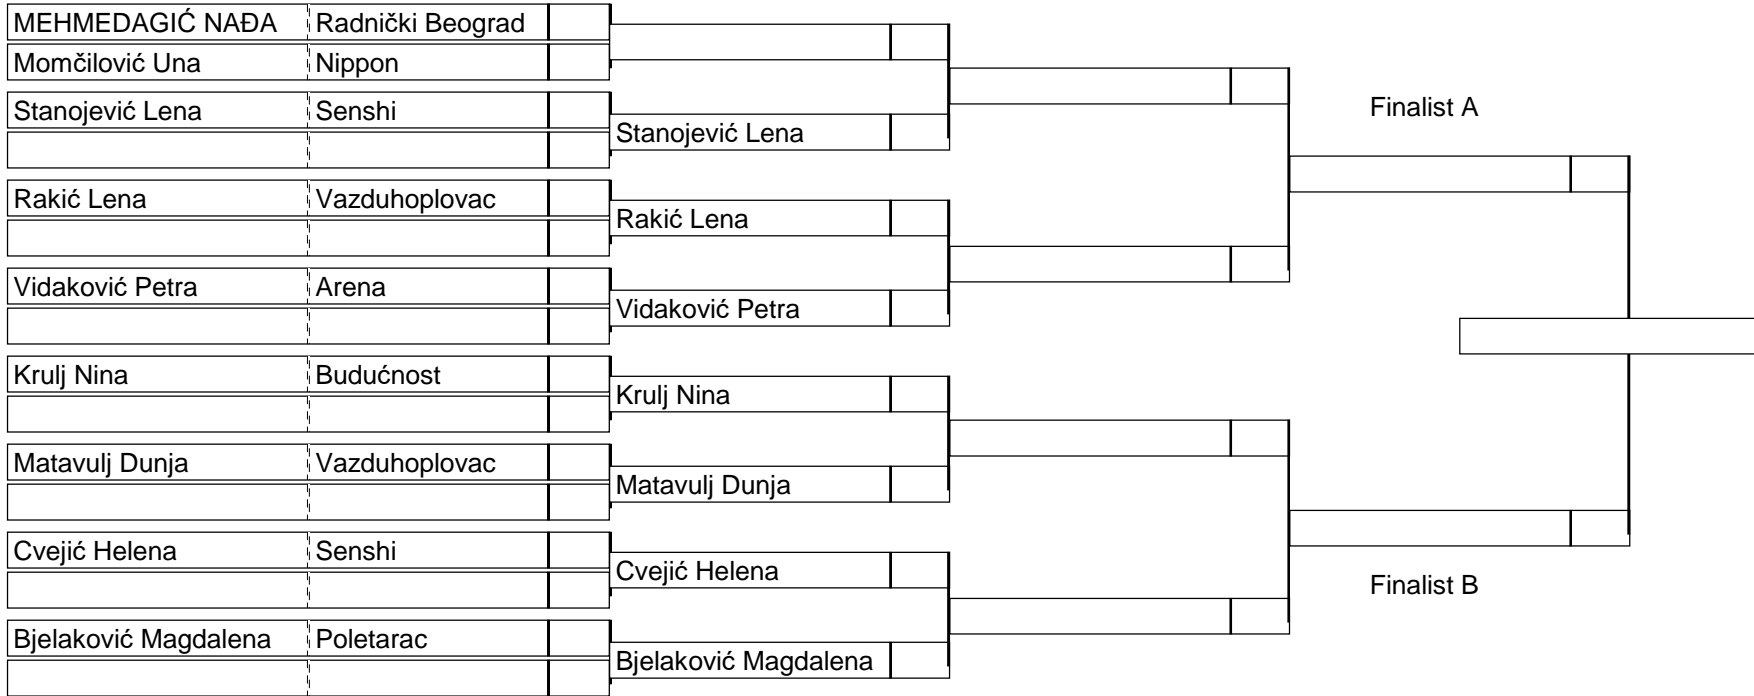 MEHMEDAGIĆ NAĐA Radnički Beograd
Momčilović Una Nippon
Stanojević Lena Senshi
Finalist A
Stanojević Lena
Rakić Lena Vazduhoplovac
Rakić Lena
Vidaković Petra Arena
Vidaković Petra
Krulj Nina Budućnost
Krulj Nina
Matavulj Dunja Vazduhoplovac
Matavulj Dunja
Cvejić Helena Senshi
Cvejić Helena
Finalist B
Bjelaković Magdalena Poletarac
Bjelaković Magdalena